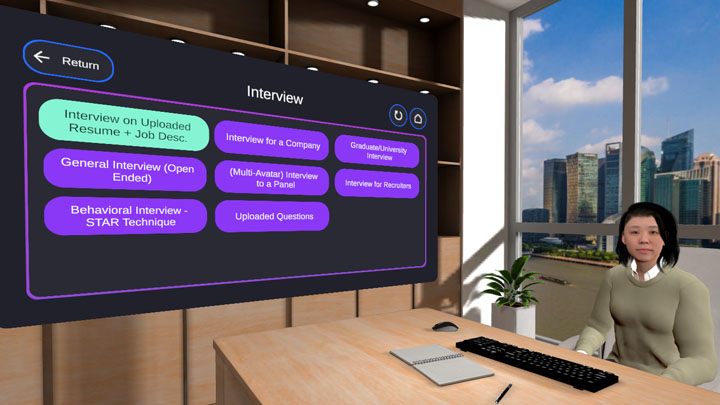 Return
Interview
Interview on Uploaded
Resume + Job Desc.
Interview for a Company
Graduate/University
Interview
General Interview (Open
Ended)
(Multi-Avatar) Interview
to a Panel
Interview for Recruiters
Behavioral Interview -
STAR Technique
Uploaded Questions